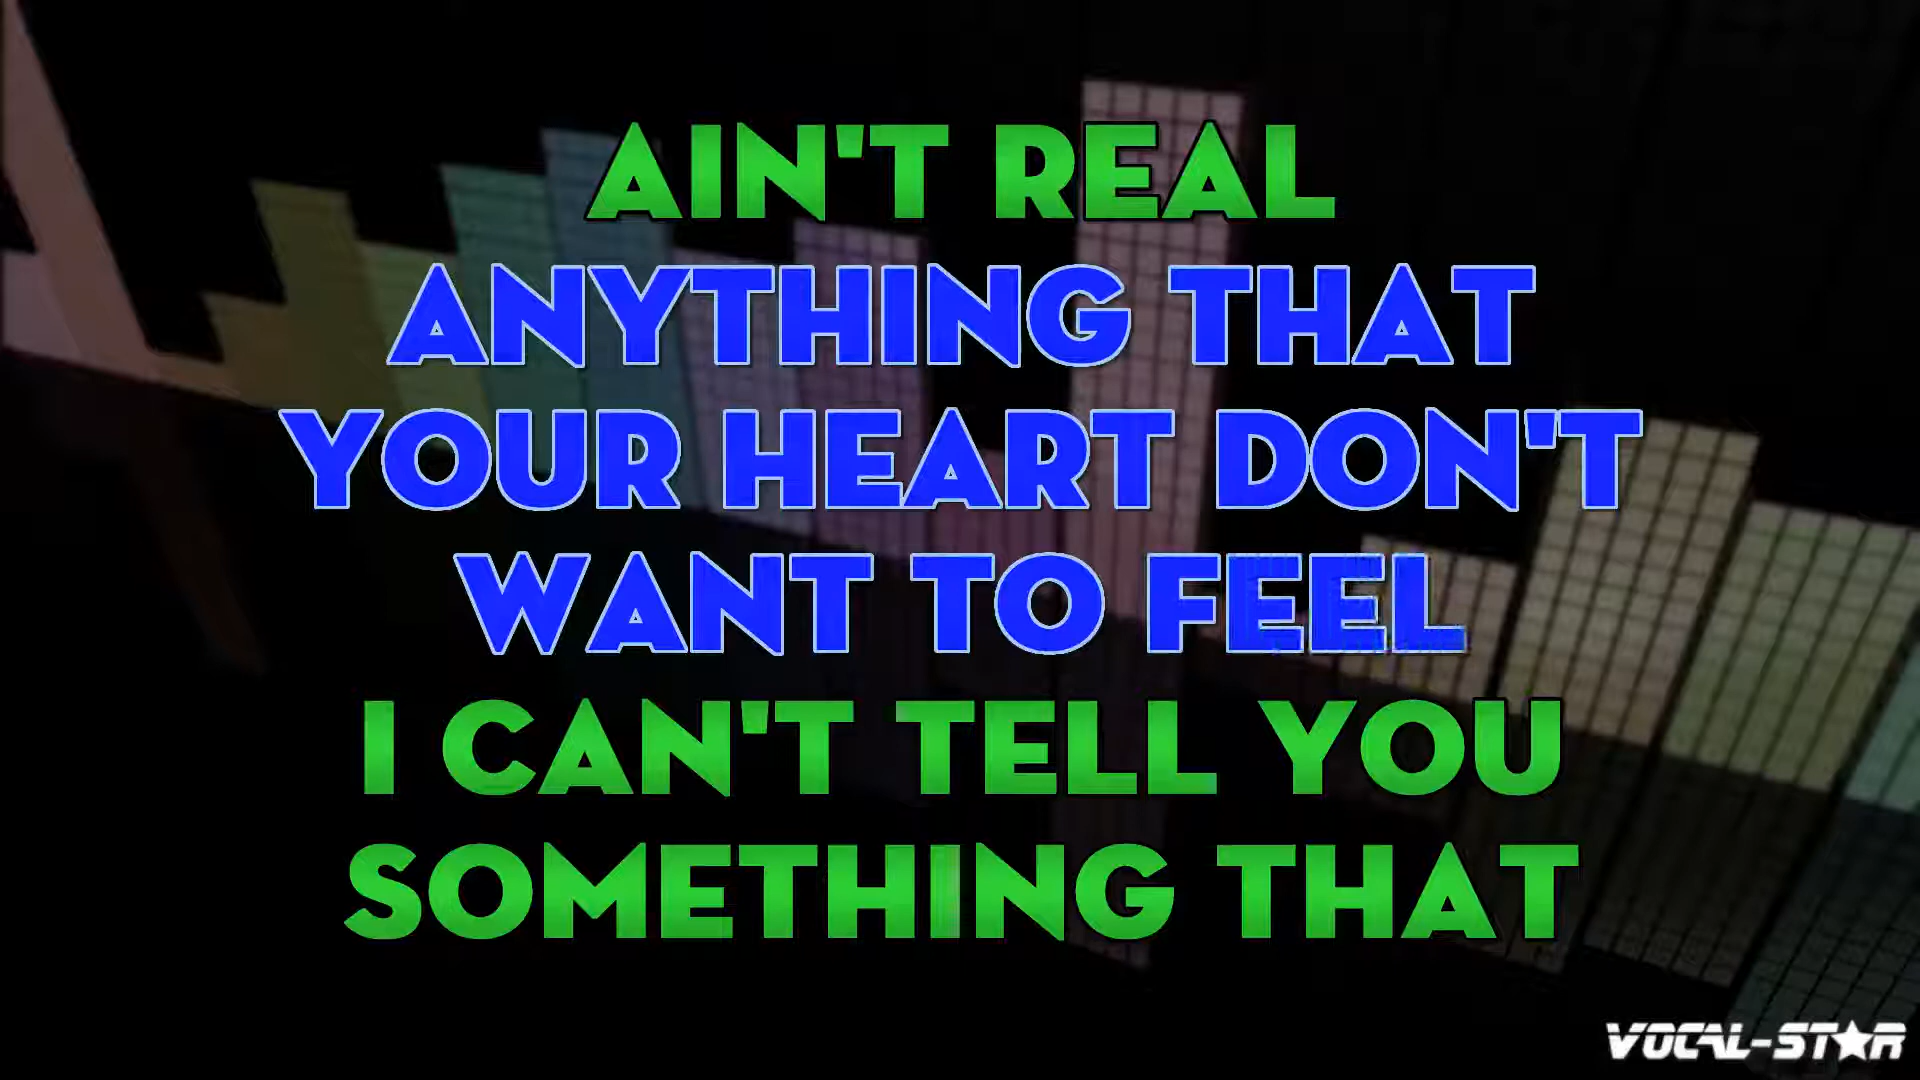 AIN'T REAL
ANYTHING THAT
YOUR HEART DON'T
WANT TO FEEL
I CAN'T TELL YOU
SOMETHING THAT
VOCAL-STAR